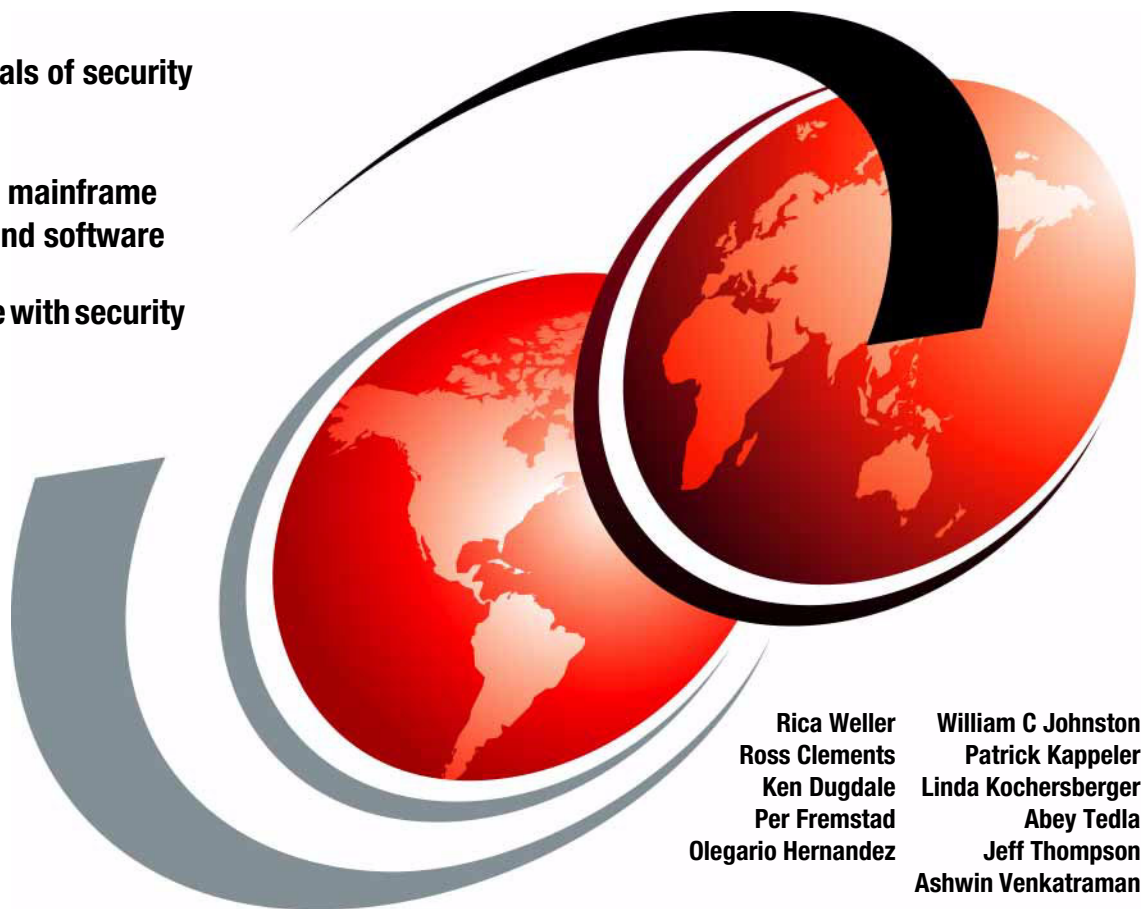 als of security
mainframe
nd software
e with security
Rica Weller
Ross Clements
Ken Dugdale
Per Fremstad
Olegario Hernandez
William C Johnston
Patrick Kappeler
Linda Kochersberger
Abey Tedla
Jeff Thompson
Ashwin Venkatraman